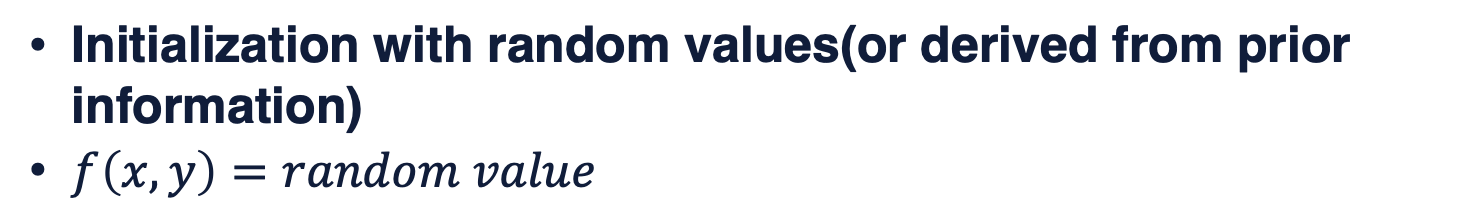 • Initialization with random values(or derived from prior
information)
• f(x, y) = random value